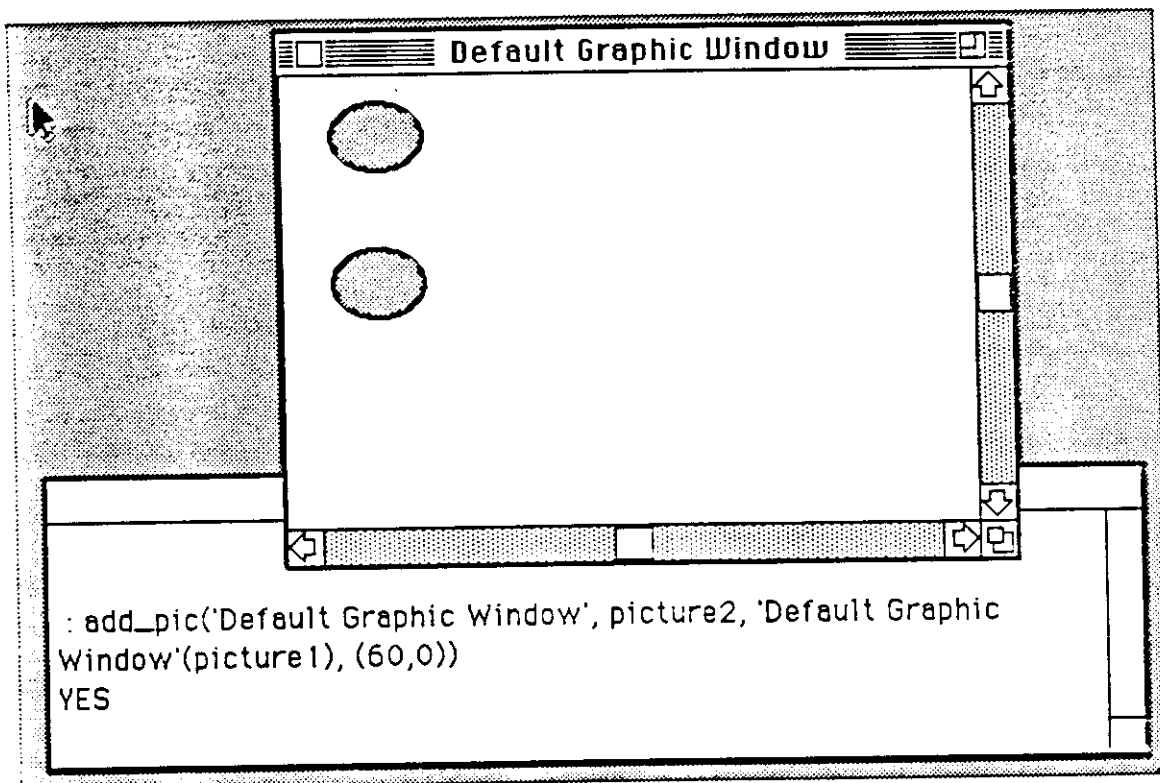 Default Graphic Window
: add_pic('Default Graphic Window', picture2, 'Default Graphic
Window'(picture1), (60,0))
YES